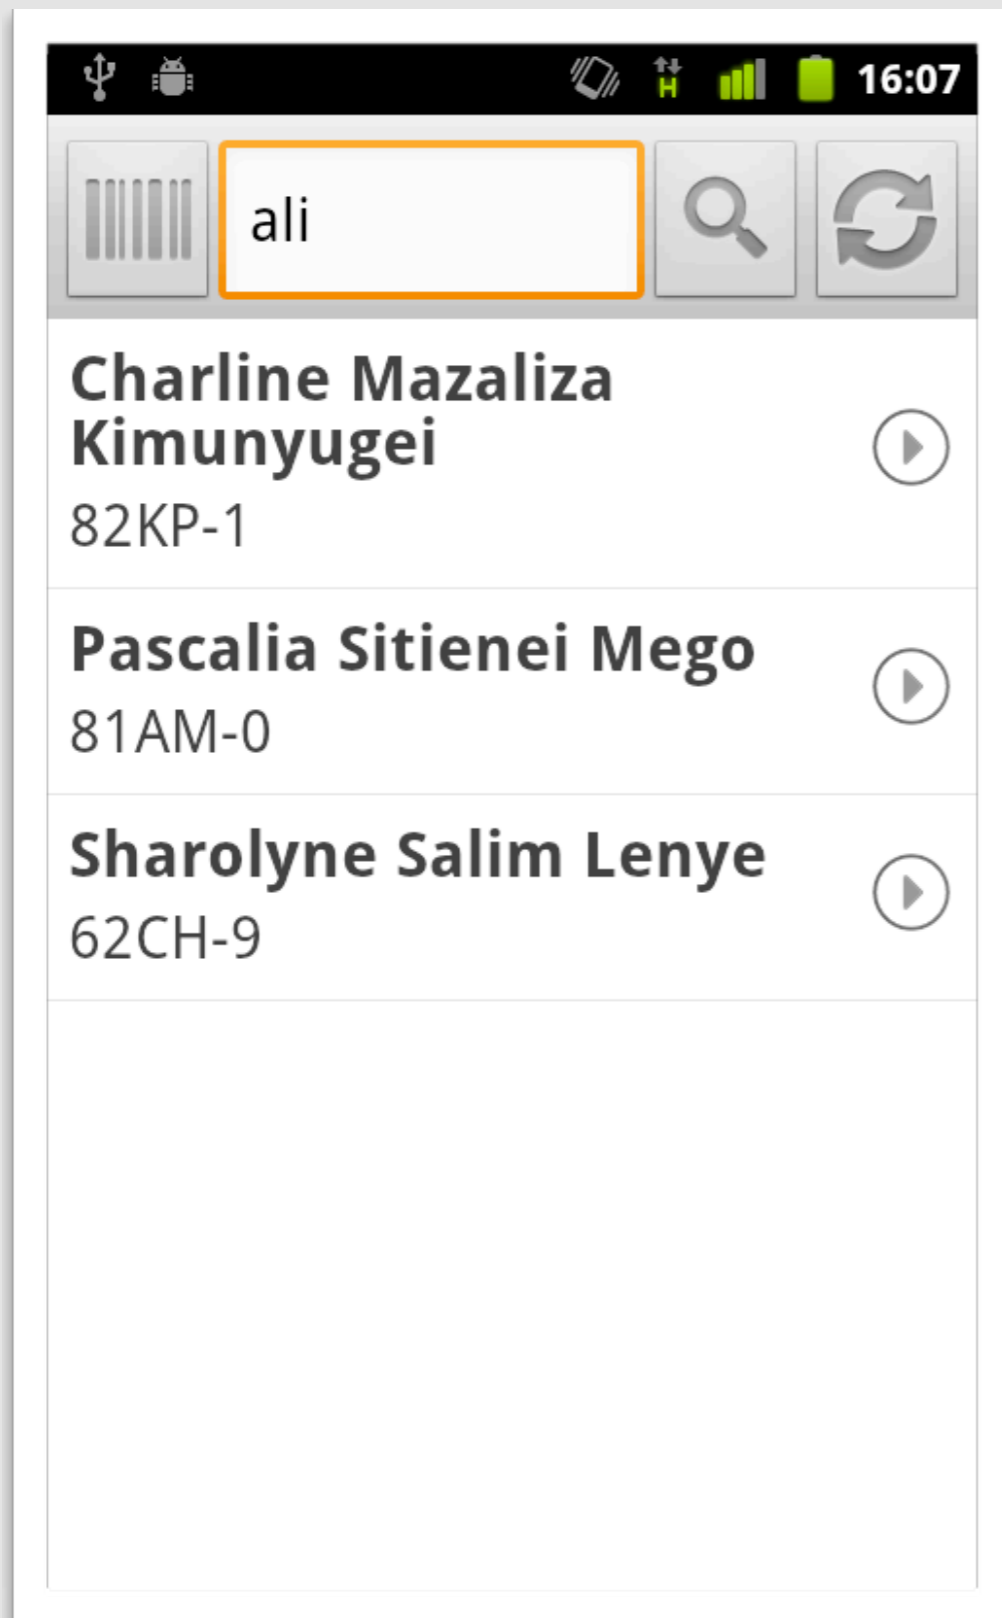 16:07
ali
Charline Mazaliza
Kimunyugei
82KP-1
Pascalia Sitienei Mego
81AM-0
Sharolyne Salim Lenye
62CH-9